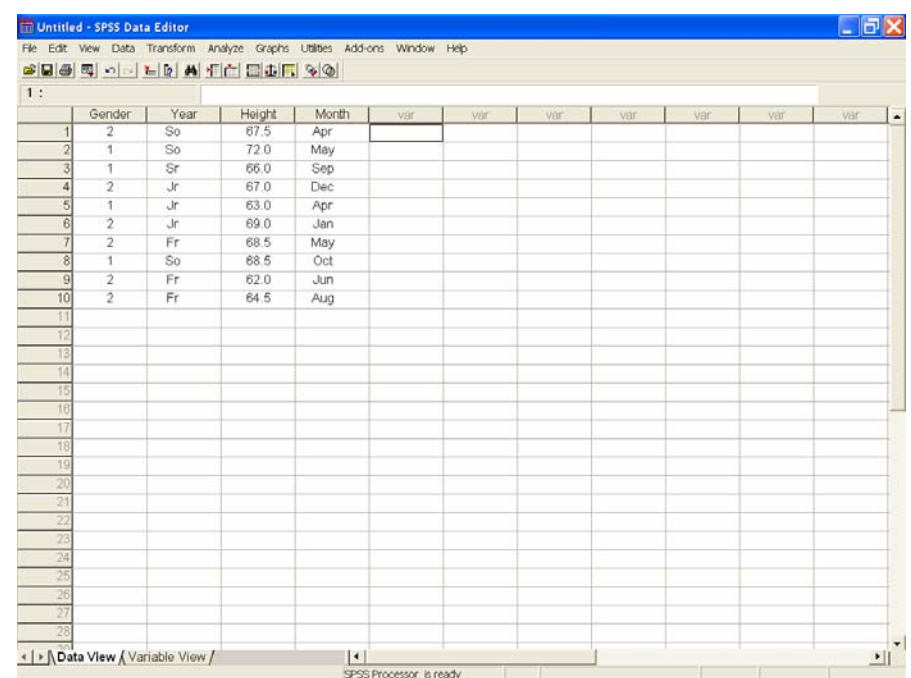 Untitled - SPSS Data Editor
File Edit View Data Transform Analyze Graphs Utilities Add-ons Window Help
1 :
Gender Year Height Month var var var var var var var
1 2 So 67.5 Apr
2 1 So 72.0 May
3 1 Sr 66.0 Sep
4 2 Jr 67.0 Dec
5 1 Jr 63.0 Apr
6 2 Jr 69.0 Jan
7 2 Fr 68.5 May
8 1 So 68.5 Oct
9 2 Fr 62.0 Jun
10 2 Fr 64.5 Aug
11
12
13
14
15
16
17
18
19
20
21
22
23
24
25
26
27
28
Data View Variable View
SPSS Processor is ready